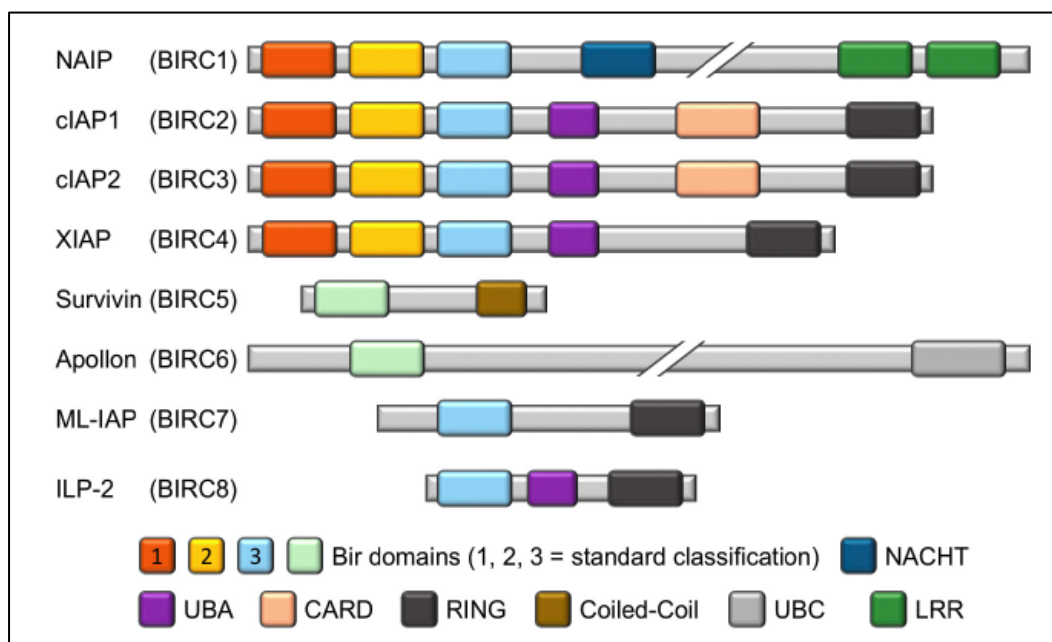 NAIP (BIRC1)
cIAP1 (BIRC2)
cIAP2 (BIRC3)
XIAP (BIRC4)
Survivin (BIRC5)
Apollon (BIRC6)
ML-IAP (BIRC7)
ILP-2 (BIRC8)
1 2 3 Bir domains (1, 2, 3 = standard classification) NACHT
UBA CARD RING Coiled-Coil UBC LRR